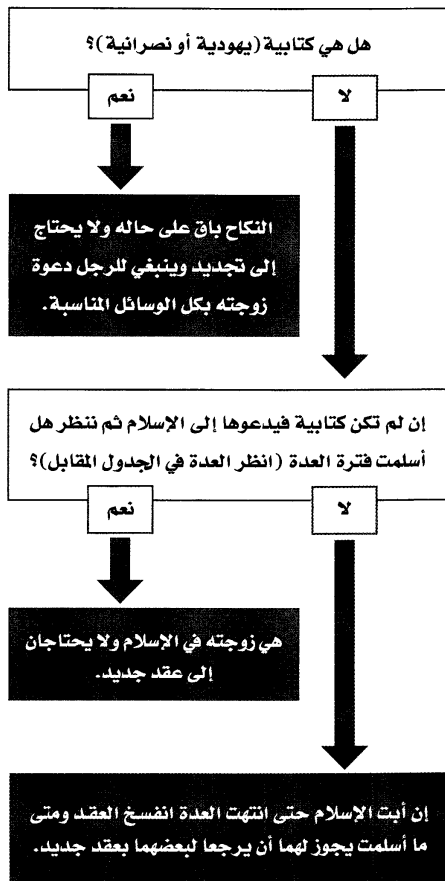 هل هي كتابية (يهودية أو نصرانية)؟
لا
نعم
النكاح باق على حاله ولا يحتاج
إلى تجديد وينبغي للرجل دعوة
زوجته بكل الوسائل المناسبة.
إن لم تكن كتابية فيدعوها إلى الإسلام ثم ننظر هل
أسلمت فترة العدة (انظر العدة في الجدول المقابل)؟
لا
نعم
هي زوجته في الإسلام ولا يحتاجان
إلى عقد جديد.
إن أبت الإسلام حتى انتهت العدة انفسخ العقد ومتى
ما أسلمت يجوز لهما أن يرجعا لبعضهما بعقد جديد.